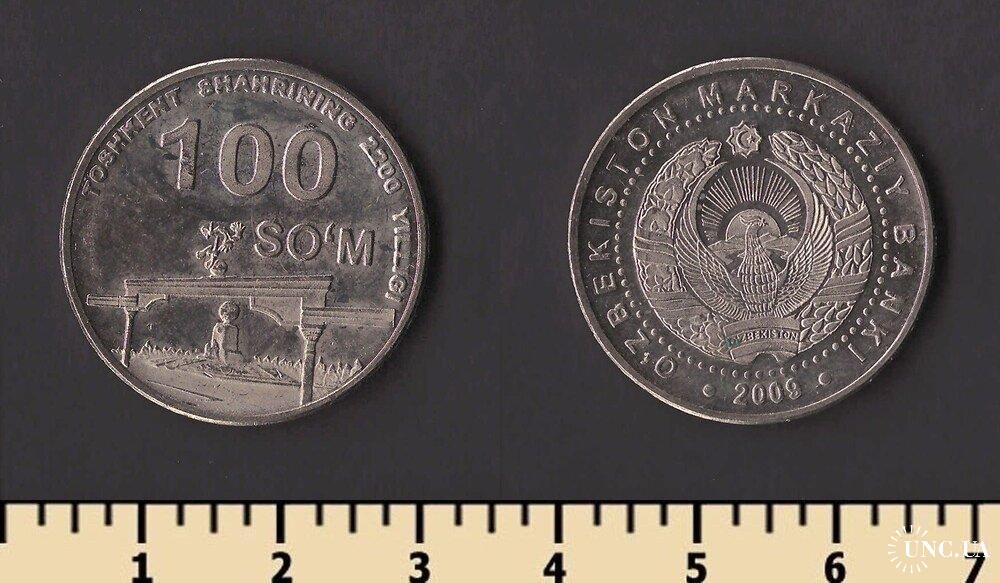 TOSHKENT SHAHRINING 2200 YILLIGI
100
SO‘M
O‘ZBEKISTON MARKAZIY BANKI
O‘ZBEKISTON
• 2009 •
1 2 3 4 5 6 7
UNC.UA